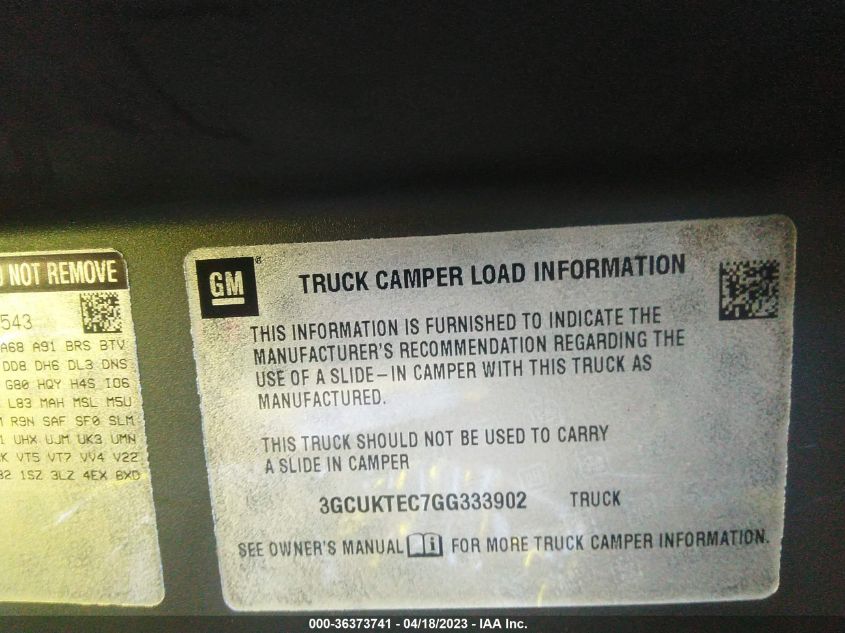 NOT REMOVE
543
A68 A91 BRS BTV
DD8 DH6 DL3 DNS
G80 HQY H4S IO6
L83 MAH MSL M5U
R9N SAF SF0 SLM
UHX UJM UK3 UMN
VT5 VT7 VV4 V22
1SZ 3LZ 4EX 8XD
GM ®
TRUCK CAMPER LOAD INFORMATION
THIS INFORMATION IS FURNISHED TO INDICATE THE
MANUFACTURER'S RECOMMENDATION REGARDING THE
USE OF A SLIDE-IN CAMPER WITH THIS TRUCK AS
MANUFACTURED.
THIS TRUCK SHOULD NOT BE USED TO CARRY
A SLIDE IN CAMPER
3GCUKTEC7GG333902 TRUCK
SEE OWNER'S MANUAL i FOR MORE TRUCK CAMPER INFORMATION.
000-36373741 - 04/18/2023 - IAA Inc.